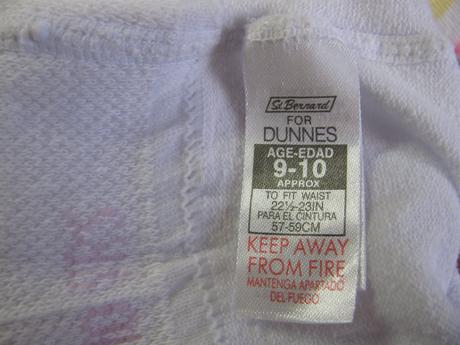 St. Bernard
FOR
DUNNES
AGE-EDAD
9-10
APPROX
TO FIT WAIST
22½-23IN
PARA EL CINTURA
57-59CM
KEEP AWAY
FROM FIRE
MANTENGA APARTADO
DEL FUEGO